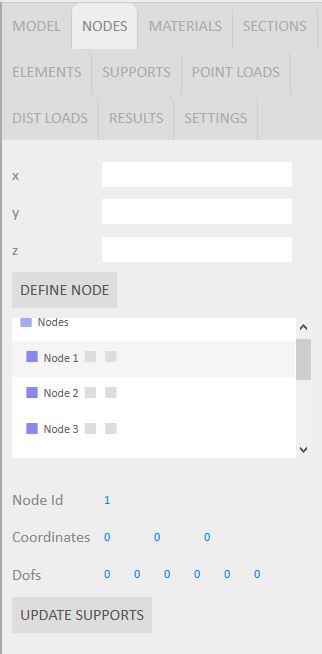 MODEL NODES MATERIALS SECTIONS
ELEMENTS SUPPORTS POINT LOADS
DIST LOADS RESULTS SETTINGS
x
y
z
DEFINE NODE
Nodes
Node 1
Node 2
Node 3
Node Id 1
Coordinates 0 0 0
Dofs 0 0 0 0 0 0
UPDATE SUPPORTS